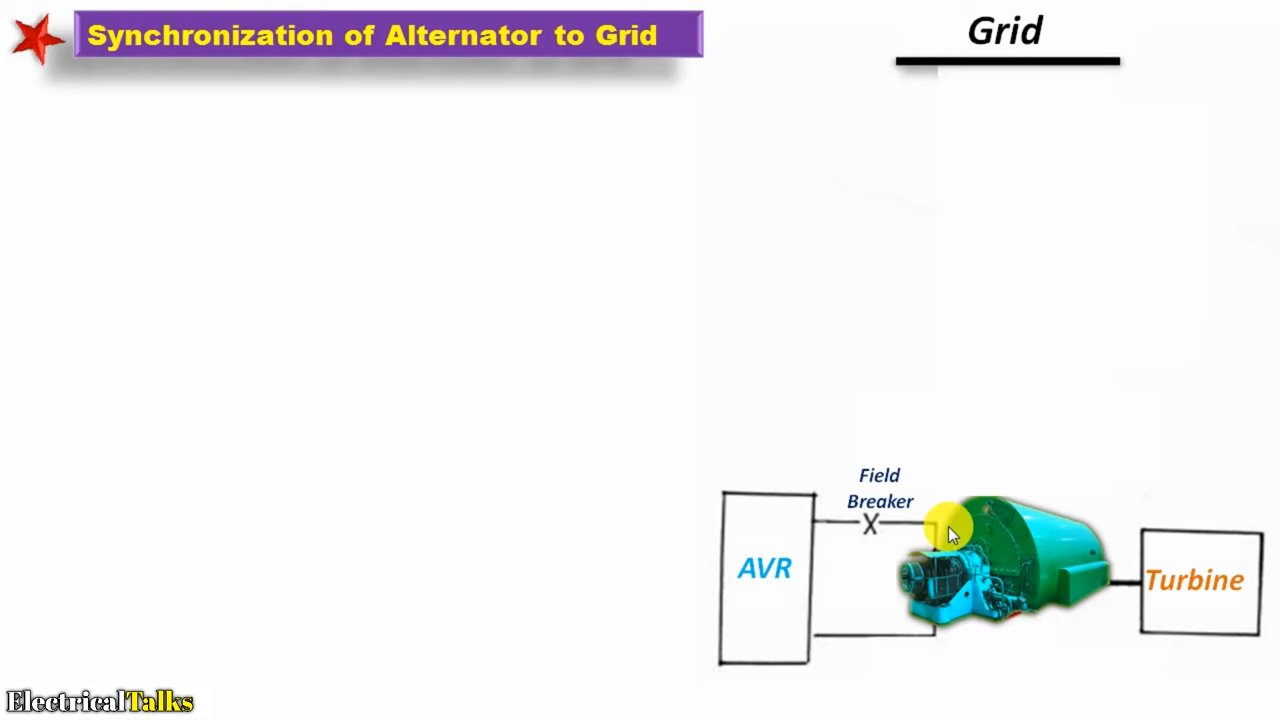 Synchronization of Alternator to Grid
Grid
Field
Breaker
X
AVR
Turbine
ElectricalTalks